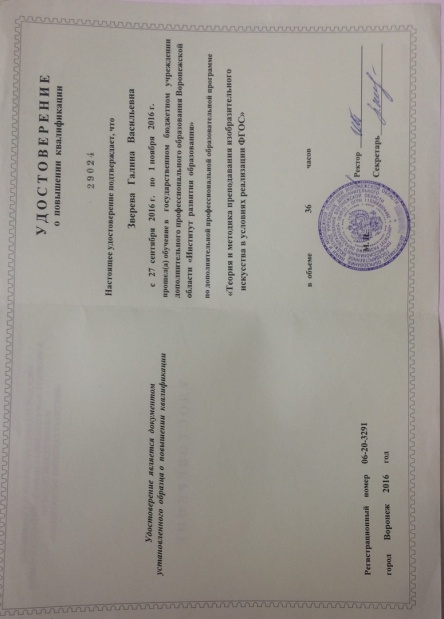 Удостоверение является документом
установленного образца о повышении квалификации
Регистрационный номер 06-20-3291
город Воронеж 2016 год
УДОСТОВЕРЕНИЕ
о повышении квалификации
29024
Настоящее удостоверение подтверждает, что
Зверева Галина Васильевна
с 27 сентября 2016 г. по 1 ноября 2016 г.
прошел(а) обучение в государственном бюджетном учреждении
дополнительного профессионального образования Воронежской
области «Институт развития образования»
по дополнительной профессиональной образовательной программе
«Теория и методика преподавания изобразительного
искусства в условиях реализации ФГОС»
в объеме 36 часов
Ректор
М.П.
Секретарь